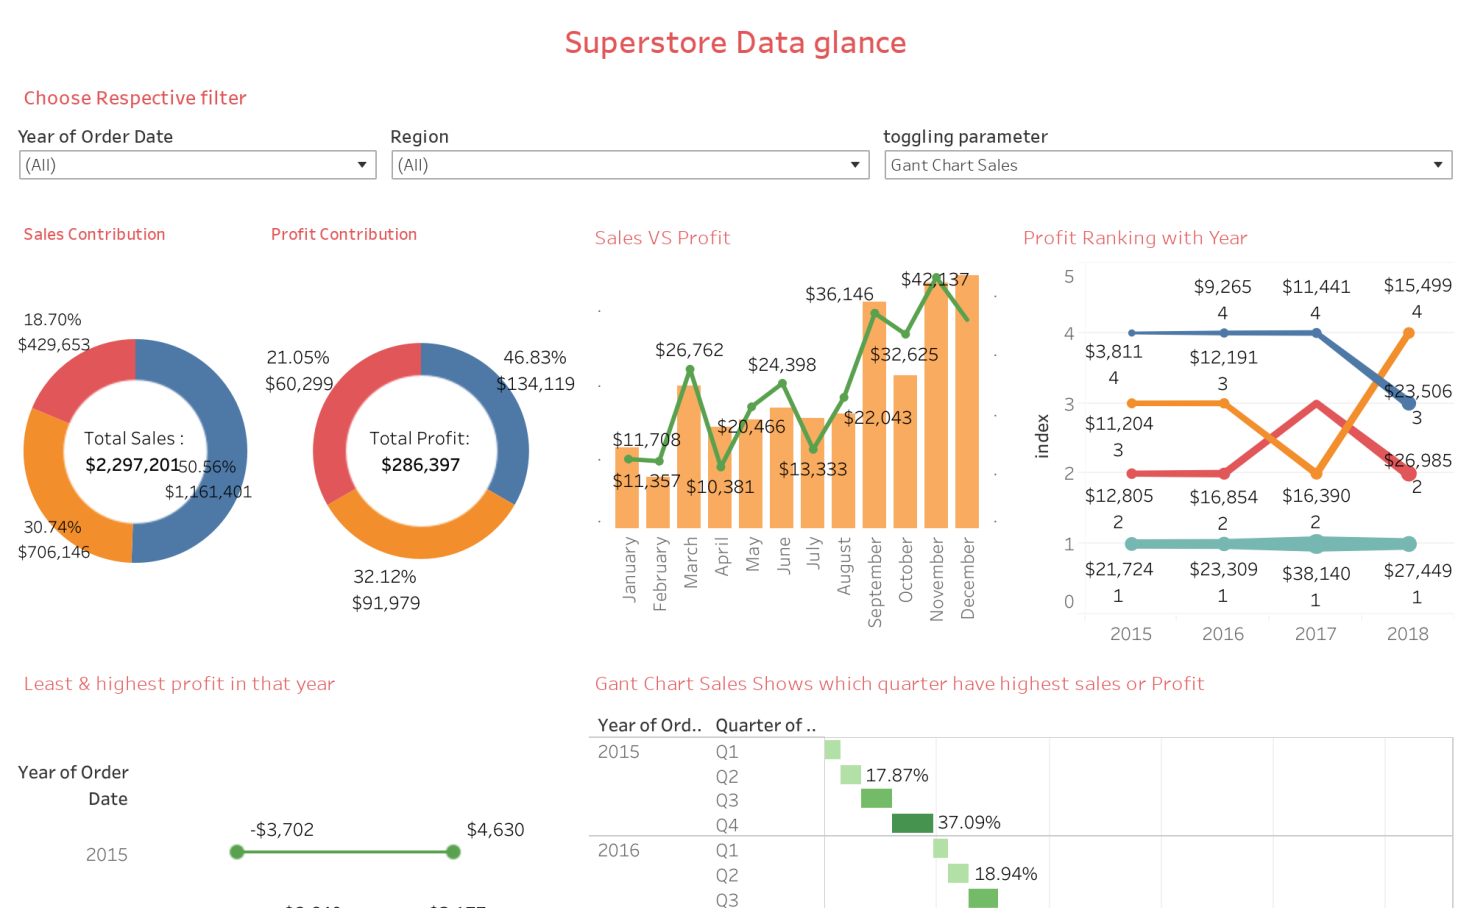 Superstore Data glance
Choose Respective filter
Year of Order Date
Region
toggling parameter
(All)
(All)
Gant Chart Sales
Sales Contribution
Profit Contribution
Sales VS Profit
Profit Ranking with Year
18.70%
$429,653
30.74%
$706,146
50.56%
$1,161,401
Total Sales :
$2,297,201
21.05%
$60,299
46.83%
$134,119
32.12%
$91,979
Total Profit:
$286,397
$11,708
$11,357
$26,762
$10,381
$20,466
$24,398
$13,333
$22,043
$36,146
$32,625
$42,137
January
February
March
April
May
June
July
August
September
October
November
December
index
5
4
3
2
1
0
$3,811
4
$9,265
4
$11,441
4
$15,499
4
$11,204
3
$12,191
3
$23,506
3
$12,805
2
$16,854
2
$16,390
2
$26,985
2
$21,724
1
$23,309
1
$38,140
1
$27,449
1
2015
2016
2017
2018
Least & highest profit in that year
Year of Order
Date
2015
-$3,702
$4,630
Gant Chart Sales Shows which quarter have highest sales or Profit
Year of Ord..
Quarter of ..
2015
Q1
Q2
17.87%
Q3
Q4
37.09%
2016
Q1
Q2
18.94%
Q3